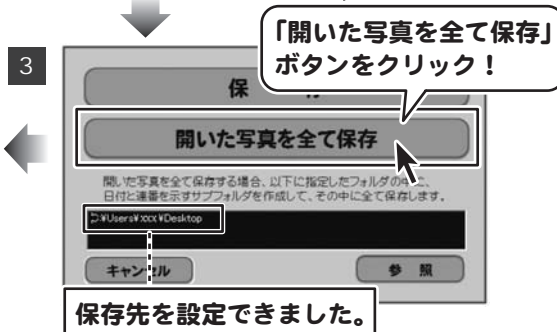 「開いた写真を全て保存」
ボタンをクリック！
3
保
開いた写真を全て保存
開いた写真を全て保存する場合、以下に指定したフォルダの中に、
日付と連番を示すサブフォルダを作成して、その中に全て保存します。
:¥Users¥xxx¥Desktop
キャンセル
参 照
保存先を設定できました。